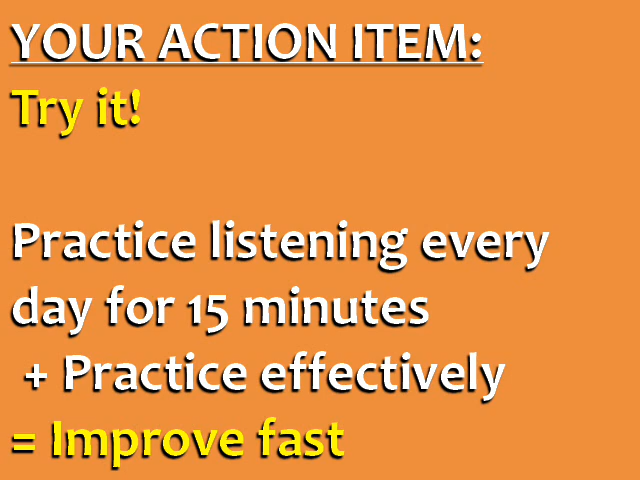 YOUR ACTION ITEM:
Try it!
Practice listening every
day for 15 minutes
+ Practice effectively
= Improve fast